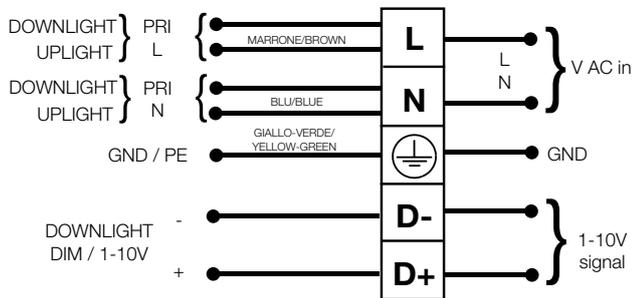 DOWNLIGHT PRI
UPLIGHT L
MARRONE/BROWN
L
L
N
V AC in
DOWNLIGHT PRI
UPLIGHT N
BLU/BLUE
N
GIALLO-VERDE/
YELLOW-GREEN
GND / PE
GND
DOWNLIGHT
DIM / 1-10V
-
+
D-
D+
1-10V
signal